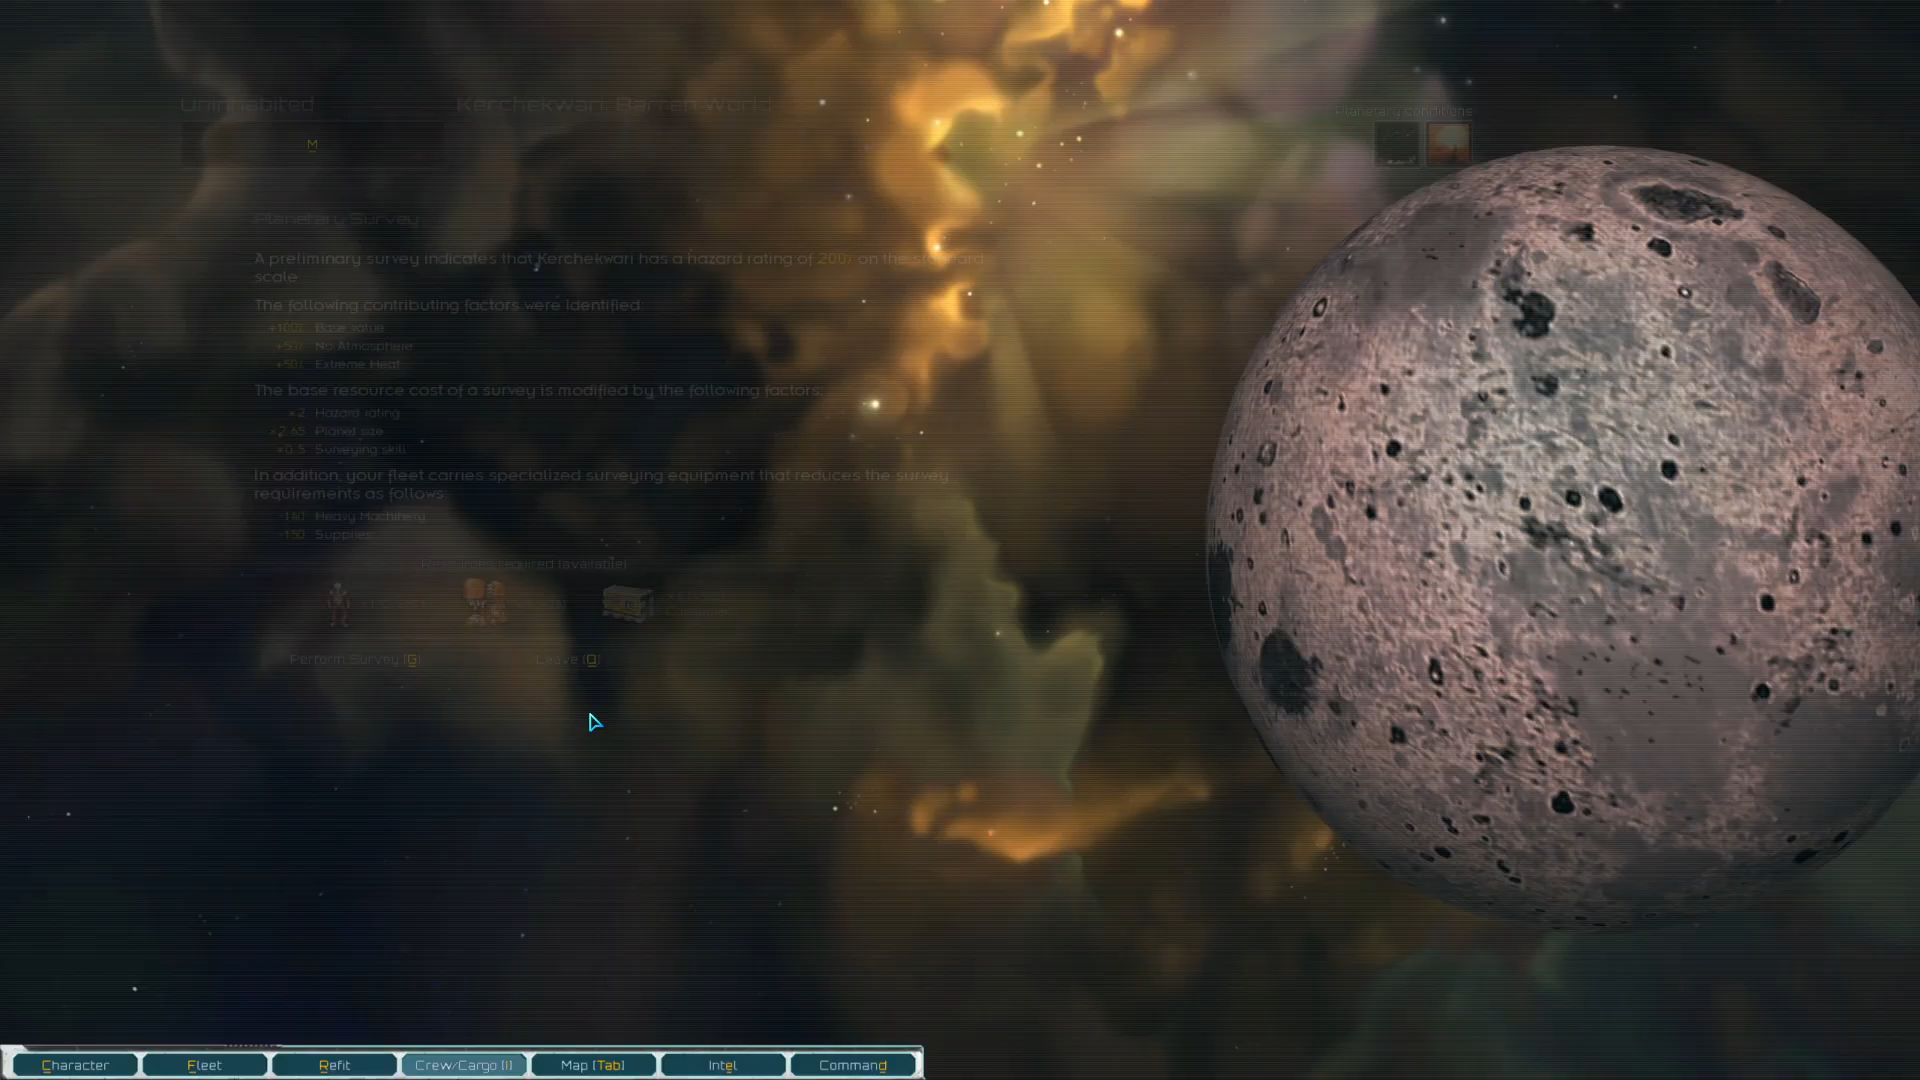 Uninhabited
Kerchekwari, Barren World
Planetary conditions
M
Planetary Survey
A preliminary survey indicates that Kerchekwari has a hazard rating of 200% on the standard
scale.
The following contributing factors were identified:
+100% Base value
+50% No Atmosphere
+50% Extreme Heat
The base resource cost of a survey is modified by the following factors:
×2 Hazard rating
×2.65 Planet size
×0.5 Surveying skill
In addition, your fleet carries specialized surveying equipment that reduces the survey
requirements as follows:
Heavy Machinery
-150 Supplies
Resources required (available)
Perform Survey [G]
Leave [Q]
Character
Fleet
Refit
Crew/Cargo [I]
Map [Tab]
Intel
Command